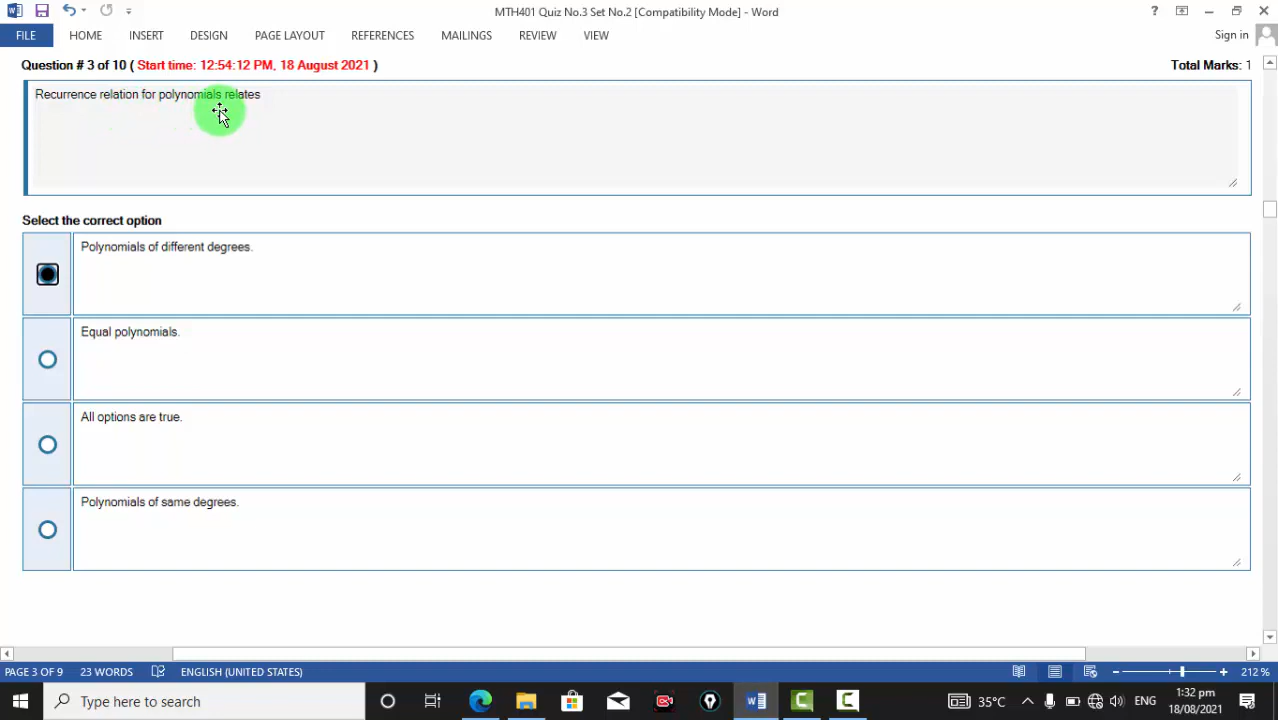 MTH401 Quiz No.3 Set No.2 [Compatibility Mode] - Word
?
FILE HOME INSERT DESIGN PAGE LAYOUT REFERENCES MAILINGS REVIEW VIEW Sign in
Question # 3 of 10 ( Start time: 12:54:12 PM, 18 August 2021 ) Total Marks: 1
Recurrence relation for polynomials relates
Select the correct option
Polynomials of different degrees.
Equal polynomials.
All options are true.
Polynomials of same degrees.
PAGE 3 OF 9 23 WORDS ENGLISH (UNITED STATES) 212 %
Type here to search 35°C ENG 1:32 pm
18/08/2021